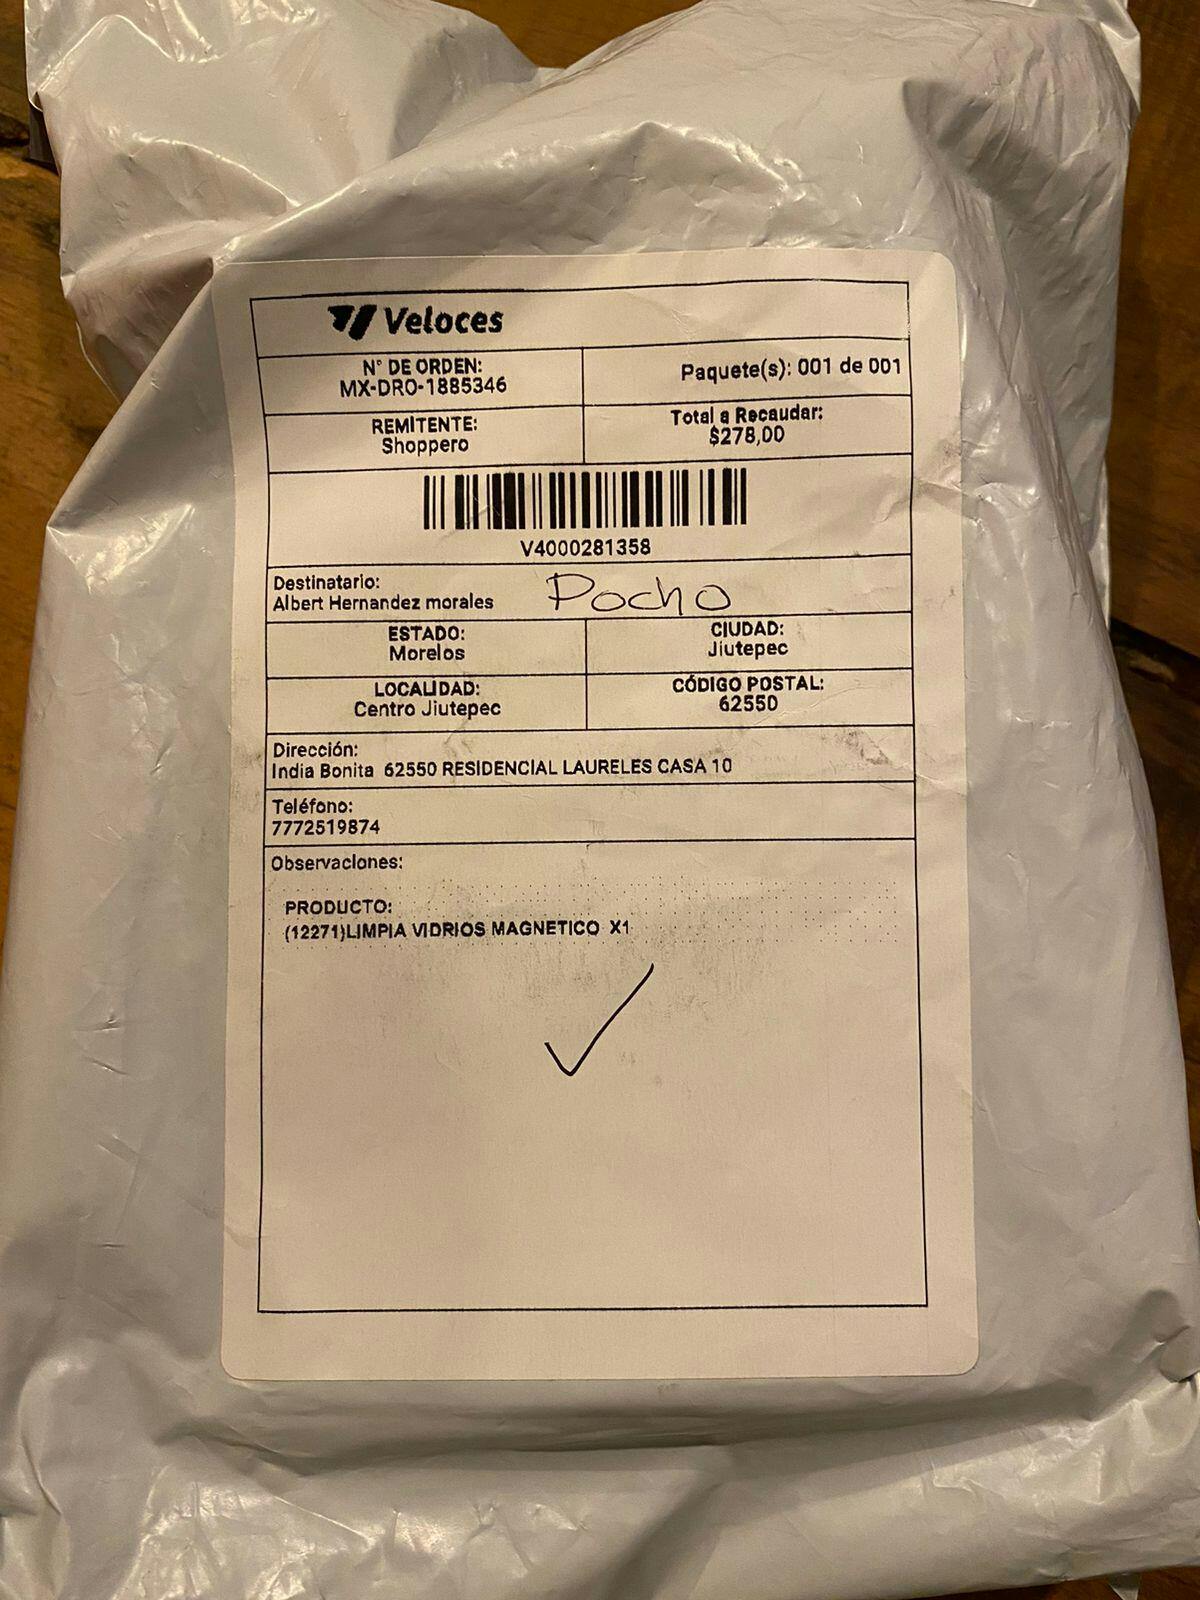 Veloces
N° DE ORDEN:
MX-DRO-1885346
Paquete(s): 001 de 001
REMITENTE:
Shoppero
Total a Recaudar:
$278,00
V4000281358
Destinatario:
Albert Hernandez morales
Pocho
ESTADO:
Morelos
CIUDAD:
Jiutepec
LOCALIDAD:
Centro Jiutepec
CÓDIGO POSTAL:
62550
Dirección:
India Bonita 62550 RESIDENCIAL LAURELES CASA 10
Teléfono:
7772519874
Observaciones:
PRODUCTO:
(12271)LIMPIA VIDRIOS MAGNETICO X1